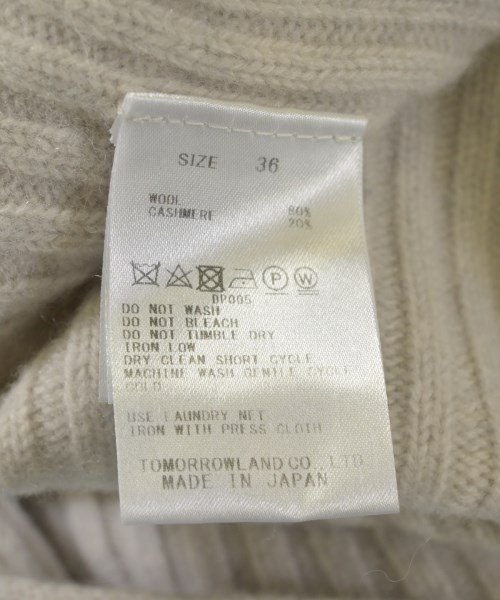 SIZE 36
WOOL 80%
CASHMERE 20%
P W
DP005
DO NOT WASH
DO NOT BLEACH
DO NOT TUMBLE DRY
IRON LOW
DRY CLEAN SHORT CYCLE
MACHINE WASH GENTLE CYCLE
COLD
USE LAUNDRY NET
IRON WITH PRESS CLOTH
TOMORROWLAND CO., LTD
MADE IN JAPAN